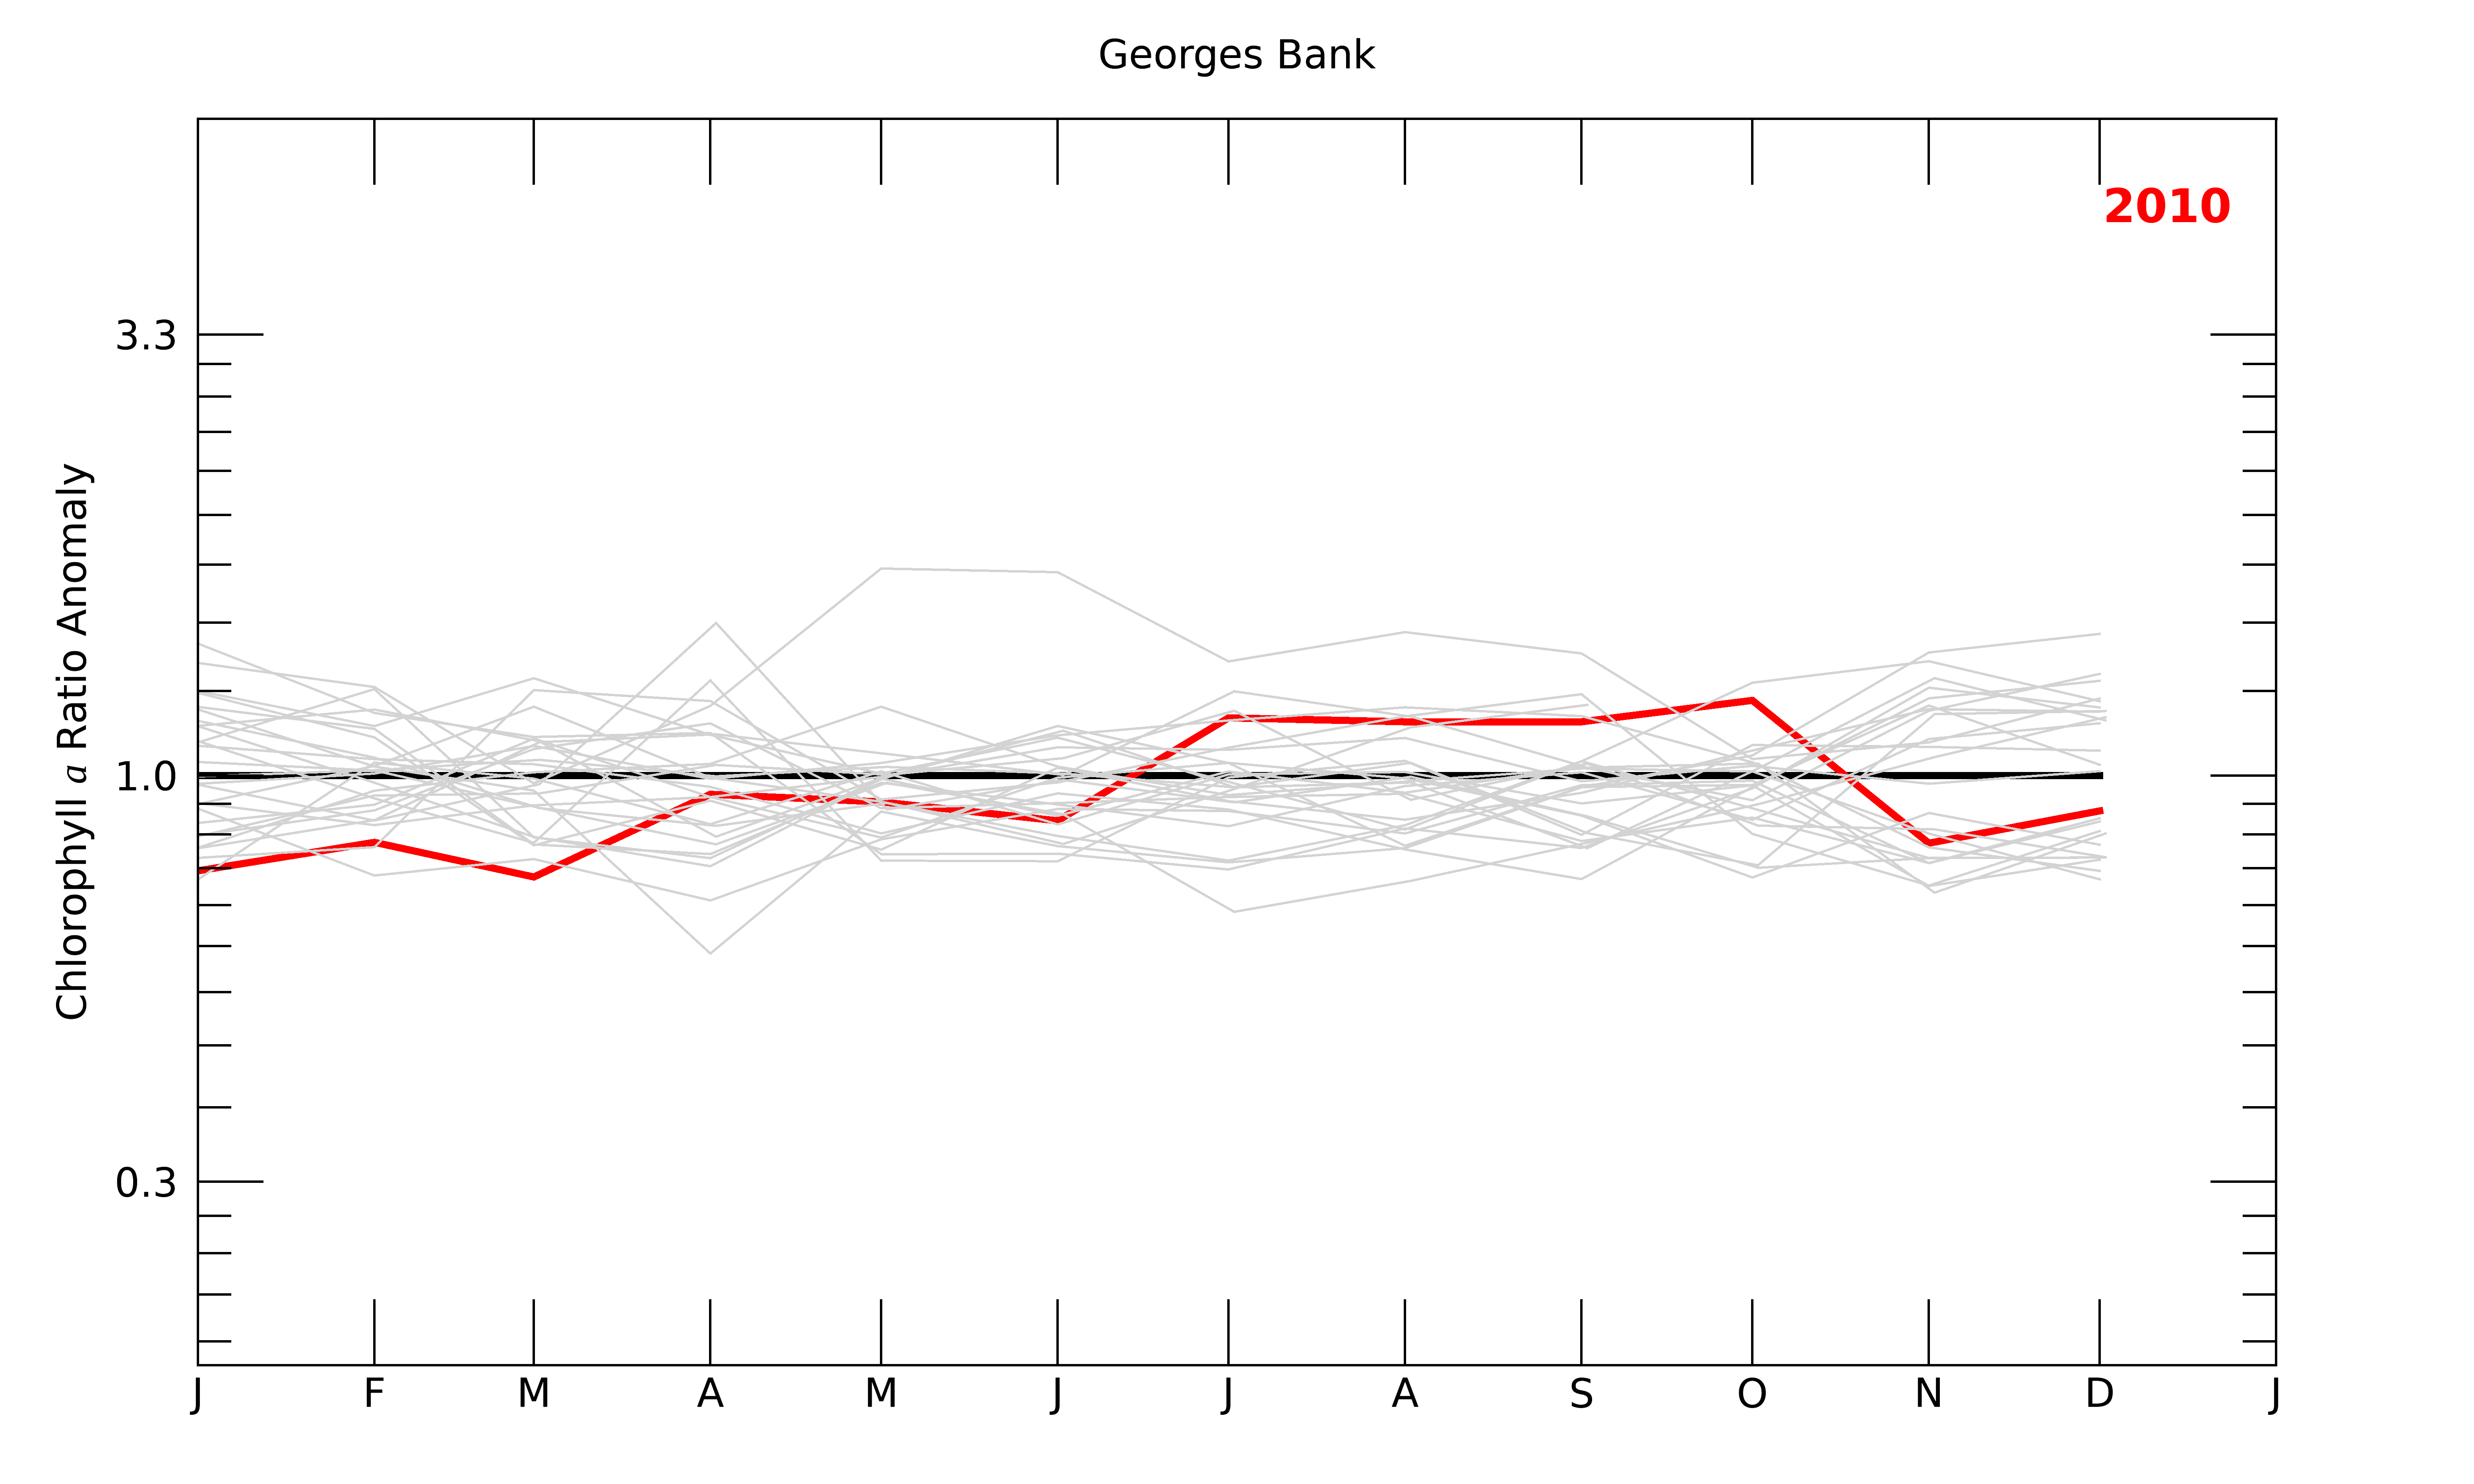 Georges Bank
2010
3.3
1.0
0.3
Chlorophyll a Ratio Anomaly
J F M A M J J A S O N D J